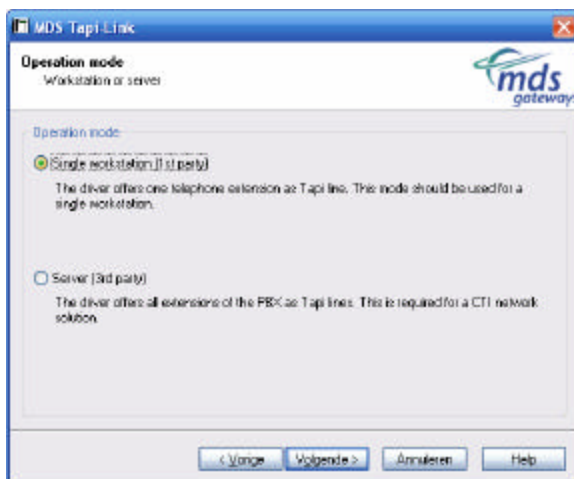 MDS Tapi-Link
Operation mode
Workstation or server
mds
gateways
Operation mode
Single workstation (1st party)
The driver offers one telephone extension as Tapi line. This mode should be used for a
single workstation.
Server (3rd party)
The driver offers all extensions of the PBX as Tapi lines. This is required for a CTI network
solution.
< Vorige
Volgende >
Annuleren
Help